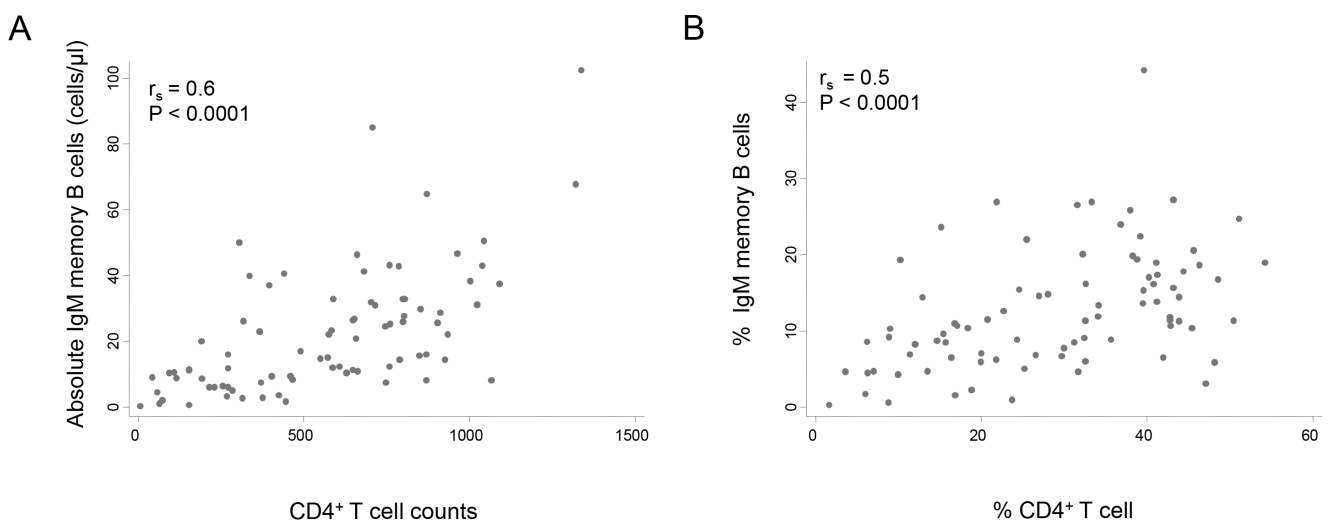 A
Absolute IgM memory B cells (cells/µl)
100
80
60
40
20
0
rs = 0.6
P < 0.0001
0 500 1000 1500
CD4+ T cell counts
B
% IgM memory B cells
40
30
20
10
0
rs = 0.5
P < 0.0001
0 20 40 60
% CD4+ T cell